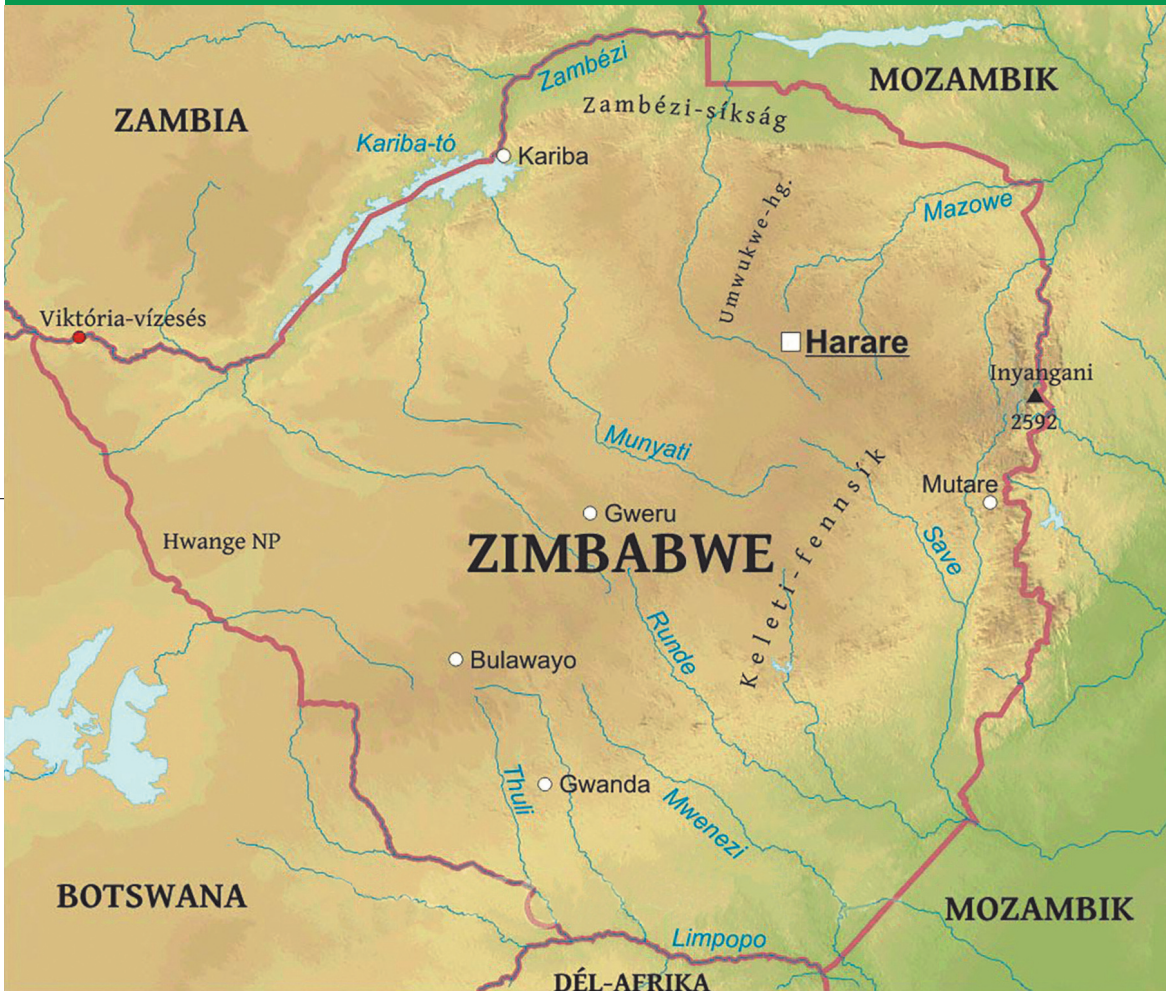 Zambézi
MOZAMBIK
Zambézi-síkság
ZAMBIA
Kariba-tó
Kariba
Mazowe
Umwukwe-hg.
Viktória-vízesés
Harare
Inyangani
2592
Munyati
Keleti-fennsík
Mutare
Gweru
Hwange NP
ZIMBABWE
Save
Runde
Bulawayo
Thuli
Gwanda
Mwenezi
BOTSWANA
MOZAMBIK
Limpopo
DÉL-AFRIKA